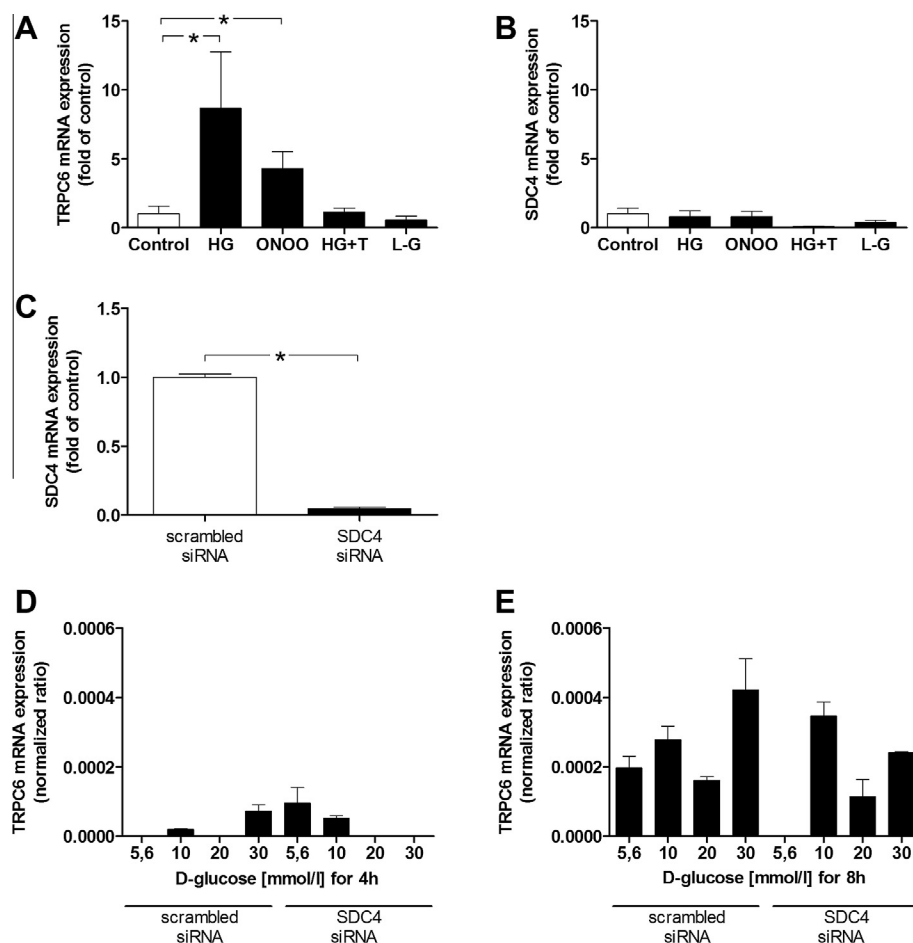 A
TRPC6 mRNA expression
(fold of control)
15
10
5
0
*
*
Control HG ONOO HG+T L-G
B
SDC4 mRNA expression
(fold of control)
15
10
5
0
Control HG ONOO HG+T L-G
C
SDC4 mRNA expression
(fold of control)
1.5
1.0
0.5
0.0
*
scrambled
siRNA
SDC4
siRNA
D
TRPC6 mRNA expression
(normalized ratio)
0.0006
0.0004
0.0002
0.0000
5,6 10 20 30 5,6 10 20 30
D-glucose [mmol/l] for 4h
scrambled
siRNA
SDC4
siRNA
E
TRPC6 mRNA expression
(normalized ratio)
0.0006
0.0004
0.0002
0.0000
5,6 10 20 30 5,6 10 20 30
D-glucose [mmol/l] for 8h
scrambled
siRNA
SDC4
siRNA